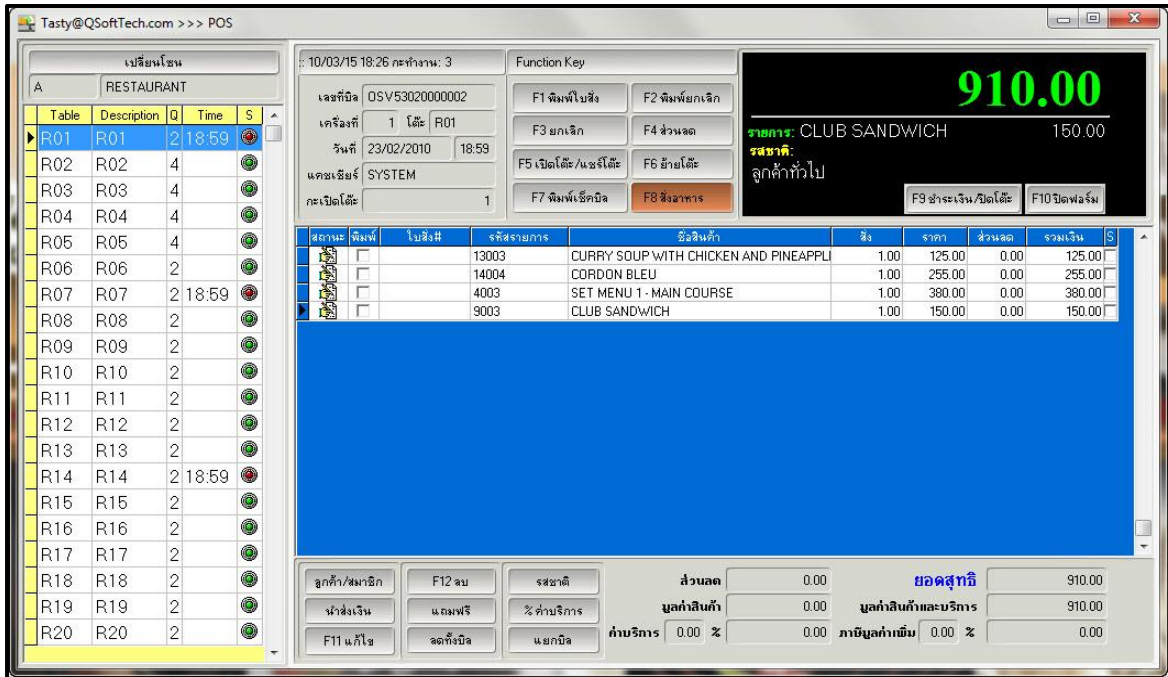 Tasty@QSoftTech.com >>> POS
เปลี่ยนโซน
A RESTAURANT
Table Description Q Time S
R01 R01 2 18:59
R02 R02 4
R03 R03 4
R04 R04 4
R05 R05 4
R06 R06 2
R07 R07 2 18:59
R08 R08 2
R09 R09 2
R10 R10 2
R11 R11 2
R12 R12 2
R13 R13 2
R14 R14 2 18:59
R15 R15 2
R16 R16 2
R17 R17 2
R18 R18 2
R19 R19 2
R20 R20 2
:: 10/03/15 18:26 กะทำงาน: 3
เลขที่บิล OSV53020000002
เครื่องที่ 1 โต๊ะ R01
วันที่ 23/02/2010 18:59
แคชเชียร์ SYSTEM
กะเปิดโต๊ะ 1
Function Key
F1 พิมพ์ใบสั่ง F2 พิมพ์ยกเลิก
F3 ยกเลิก F4 ส่วนลด
F5 เปิดโต๊ะ/แชร์โต๊ะ F6 ย้ายโต๊ะ
F7 พิมพ์เช็คบิล F8 สั่งอาหาร
910.00
รายการ: CLUB SANDWICH 150.00
รสชาติ:
ลูกค้าทั่วไป
F9 ชำระเงิน/ปิดโต๊ะ F10 ปิดฟอร์ม
สถานะ พิมพ์ ใบสั่ง# รหัสรายการ ชื่อสินค้า สั่ง ราคา ส่วนลด รวมเงิน S
13003 CURRY SOUP WITH CHICKEN AND PINEAPPLI 1.00 125.00 0.00 125.00
14004 CORDON BLEU 1.00 255.00 0.00 255.00
4003 SET MENU 1 - MAIN COURSE 1.00 380.00 0.00 380.00
9003 CLUB SANDWICH 1.00 150.00 0.00 150.00
ลูกค้า/สมาชิก F12 ลบ รสชาติ
นำส่งเงิน แถมฟรี % ค่าบริการ
F11 แก้ไข ลดทั้งบิล แยกบิล
ส่วนลด 0.00 ยอดสุทธิ 910.00
มูลค่าสินค้า 0.00 มูลค่าสินค้าและบริการ 910.00
ค่าบริการ 0.00 % 0.00 ภาษีมูลค่าเพิ่ม 0.00 % 0.00